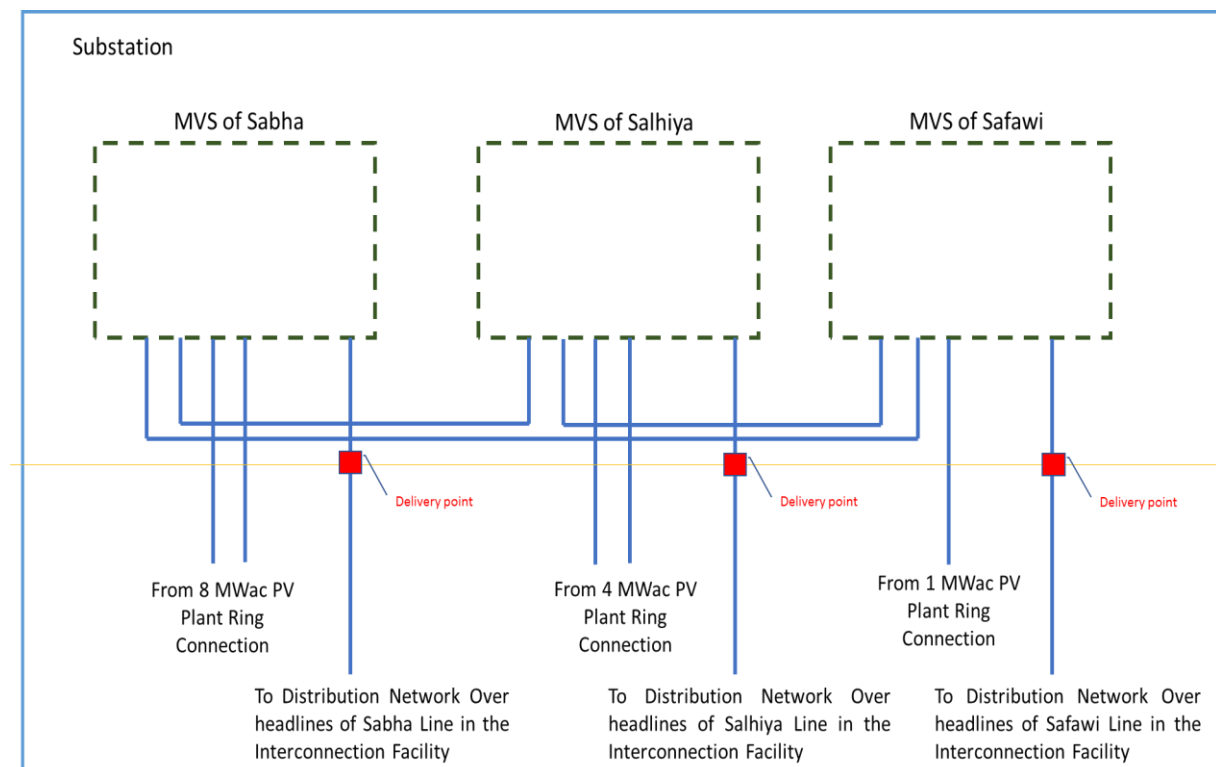 Substation
MVS of Sabha
MVS of Salhiya
MVS of Safawi
Delivery point
Delivery point
Delivery point
From 8 MWac PV
Plant Ring
Connection
From 4 MWac PV
Plant Ring
Connection
From 1 MWac PV
Plant Ring
Connection
To Distribution Network Over
headlines of Sabha Line in the
Interconnection Facility
To Distribution Network Over
headlines of Salhiya Line in the
Interconnection Facility
To Distribution Network Over
headlines of Safawi Line in the
Interconnection Facility